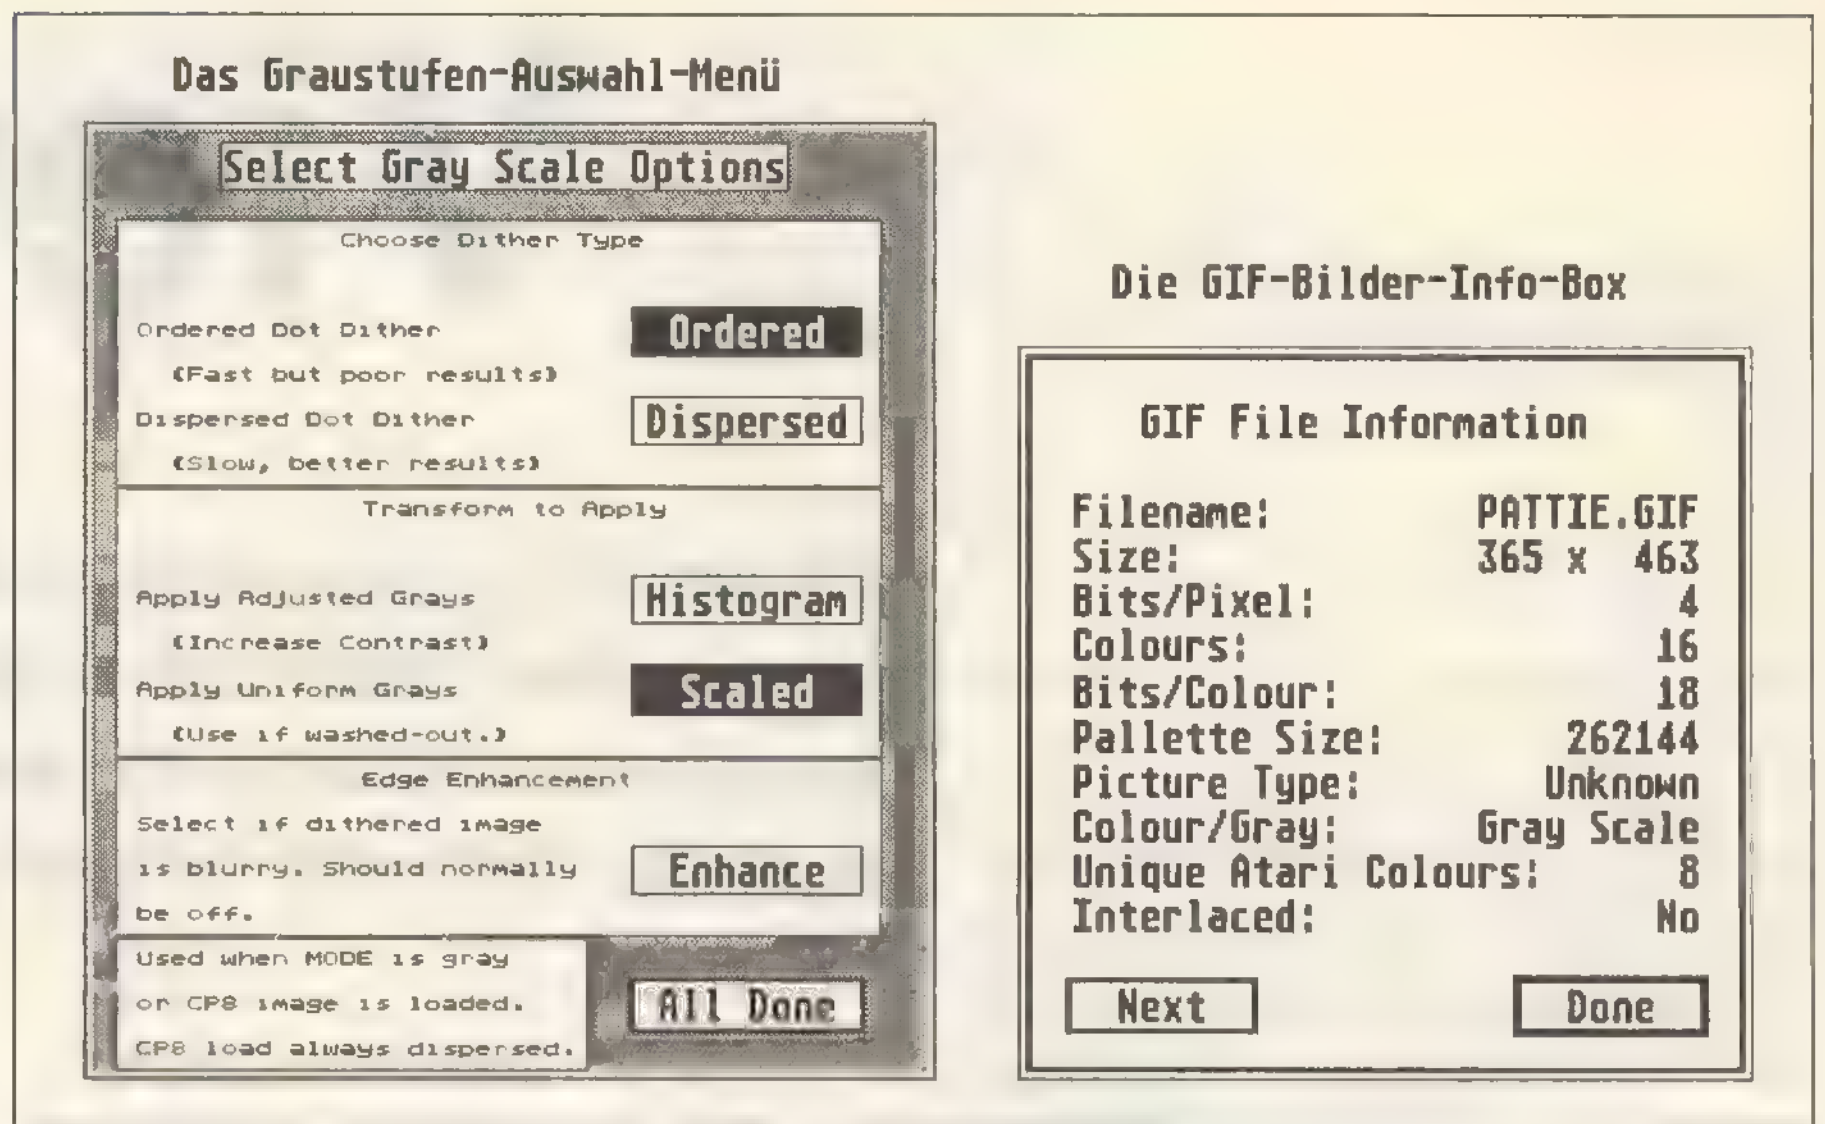 Das Graustufen-Auswahl-Menü
Select Gray Scale Options
Choose Dither Type
Ordered Dot Dither
Ordered
(Fast but poor results)
Dispersed Dot Dither
Dispersed
(Slow, better results)
Transform to Apply
Apply Adjusted Grays
Histogram
(Increase Contrast)
Apply Uniform Grays
Scaled
(Use if washed-out.)
Edge Enhancement
Select if dithered image
is blurry. Should normally
be off.
Enhance
Used when MODE is gray
or CP8 image is loaded.
CP8 load always dispersed.
All Done
Die GIF-Bilder-Info-Box
GIF File Information
Filename: PATTIE.GIF
Size: 365 x 463
Bits/Pixel: 4
Colours: 16
Bits/Colour: 18
Pallette Size: 262144
Picture Type: Unknown
Colour/Gray: Gray Scale
Unique Atari Colours: 8
Interlaced: No
Next
Done